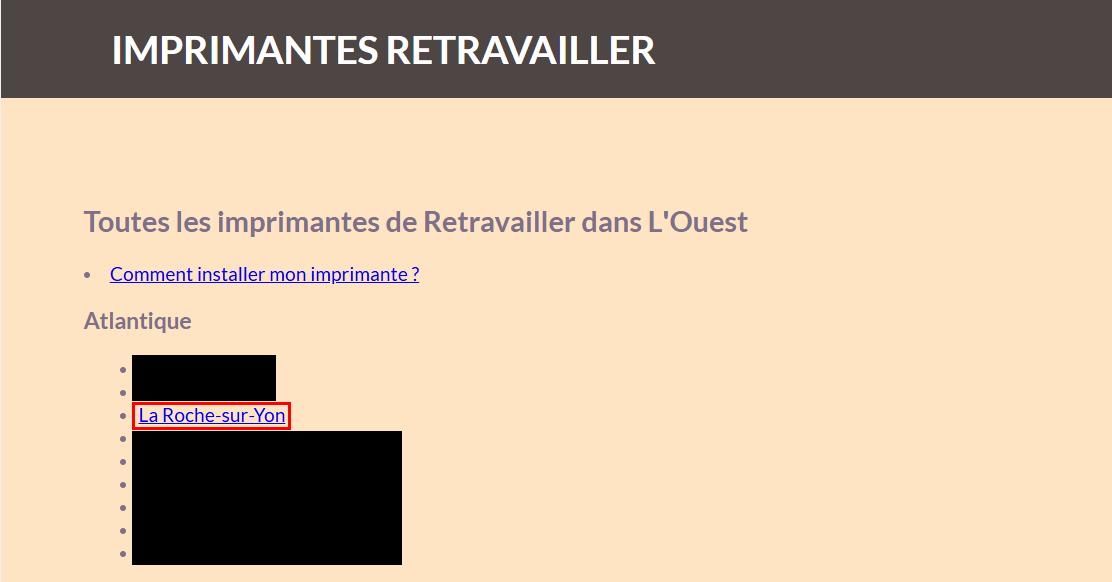 IMPRIMANTES RETRAVAILLER
Toutes les imprimantes de Retravailler dans L'Ouest
Comment installer mon imprimante ?
Atlantique
La Roche-sur-Yon